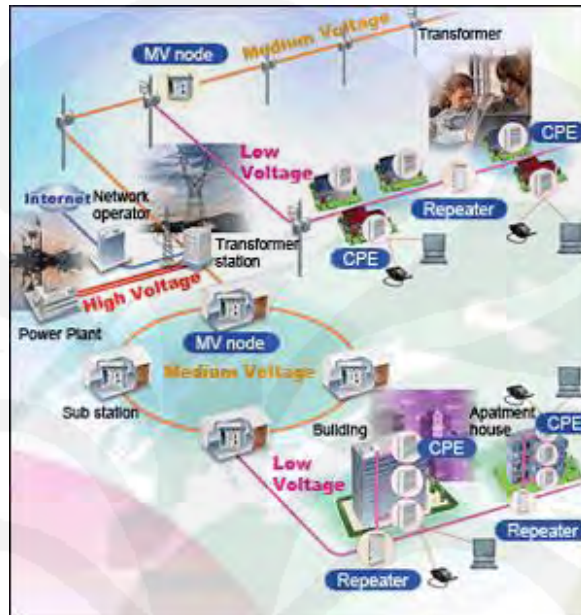 Medium Voltage
Transformer
MV node
CPE
Low
Voltage
Internet
Network
operator
Repeater
Transformer
station
CPE
High Voltage
Power Plant
MV node
Medium Voltage
Sub station
Building
Apatment
house
CPE
CPE
Low
Voltage
Repeater
Repeater